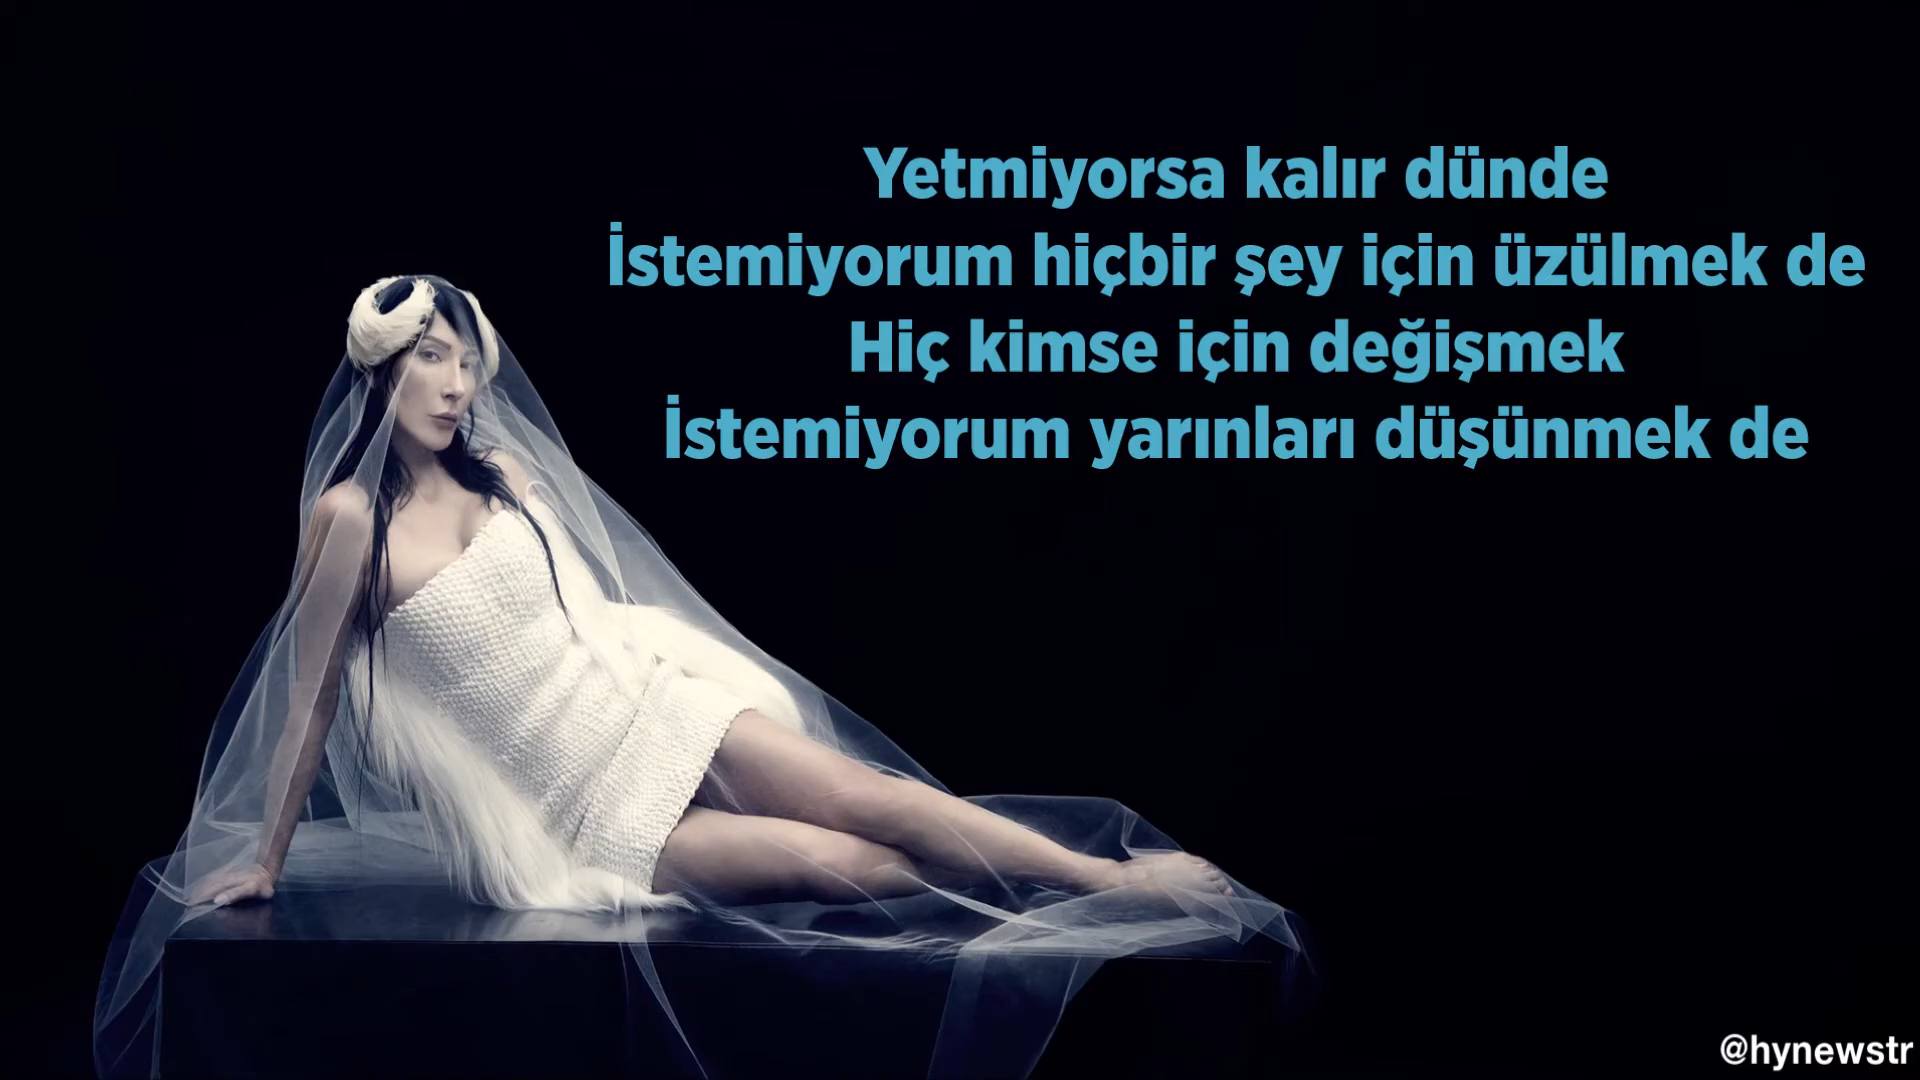 Yetmiyorsa kalır dünde
İstemiyorum hiçbir şey için üzülmek de
Hiç kimse için değişmek
İstemiyorum yarınları düşünmek de
@hynewstr